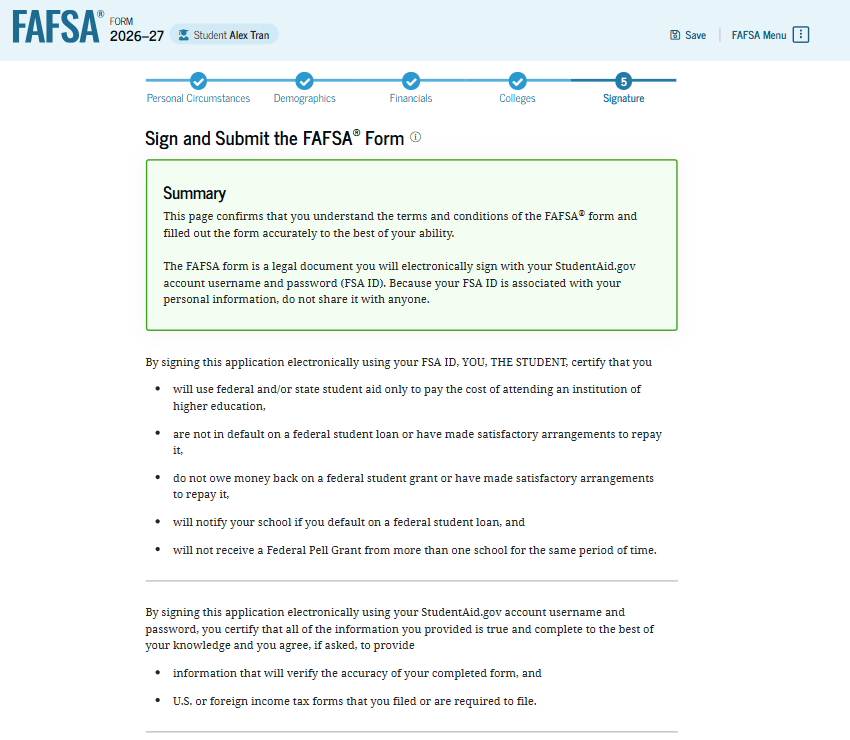 FAFSA®
FORM
2026–27
Student Alex Tran
Save
FAFSA Menu
Personal Circumstances
Demographics
Financials
Colleges
5
Signature
Sign and Submit the FAFSA® Form
Summary
This page confirms that you understand the terms and conditions of the FAFSA® form and
filled out the form accurately to the best of your ability.
The FAFSA form is a legal document you will electronically sign with your StudentAid.gov
account username and password (FSA ID). Because your FSA ID is associated with your
personal information, do not share it with anyone.
By signing this application electronically using your FSA ID, YOU, THE STUDENT, certify that you
• will use federal and/or state student aid only to pay the cost of attending an institution of
higher education,
• are not in default on a federal student loan or have made satisfactory arrangements to repay
it,
• do not owe money back on a federal student grant or have made satisfactory arrangements
to repay it,
• will notify your school if you default on a federal student loan, and
• will not receive a Federal Pell Grant from more than one school for the same period of time.
By signing this application electronically using your StudentAid.gov account username and
password, you certify that all of the information you provided is true and complete to the best of
your knowledge and you agree, if asked, to provide
• information that will verify the accuracy of your completed form, and
• U.S. or foreign income tax forms that you filed or are required to file.